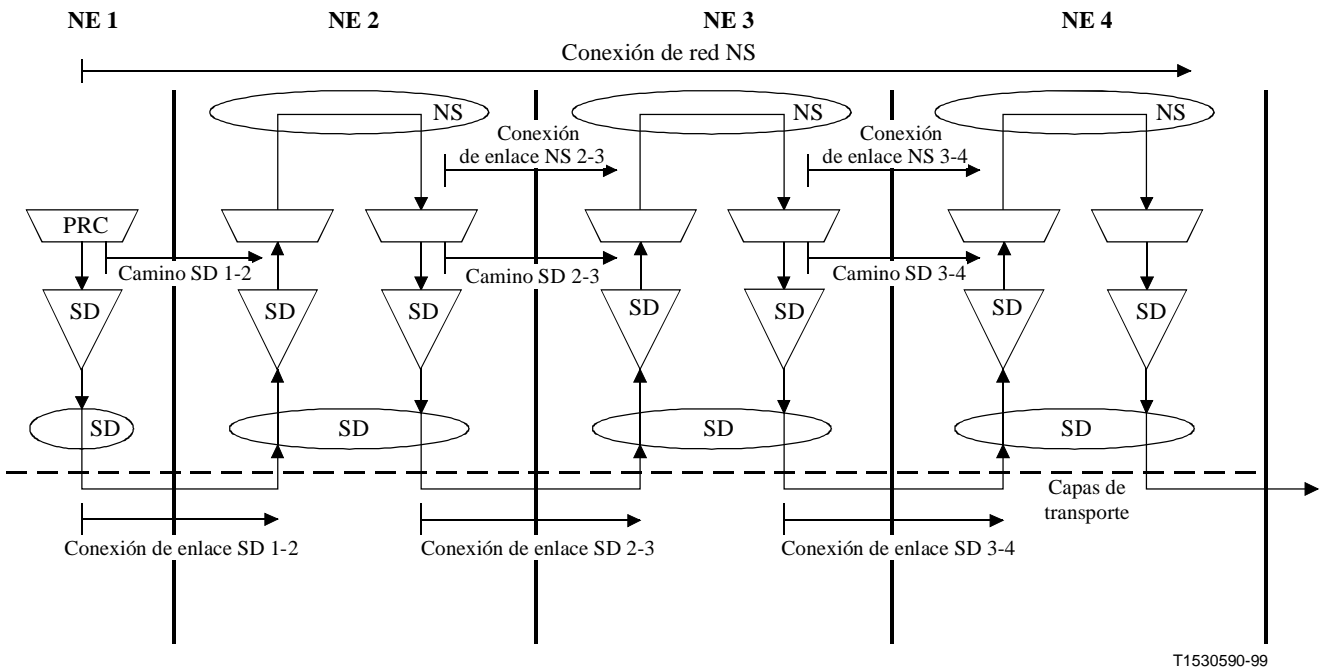 NE 1
NE 2
NE 3
NE 4
Conexión de red NS
NS
NS
NS
Conexión
de enlace NS 2-3
Conexión
de enlace NS 3-4
PRC
Camino SD 1-2
Camino SD 2-3
Camino SD 3-4
SD
SD
SD
SD
SD
SD
SD
SD
SD
SD
SD
Capas de
transporte
Conexión de enlace SD 1-2
Conexión de enlace SD 2-3
Conexión de enlace SD 3-4
T1530590-99